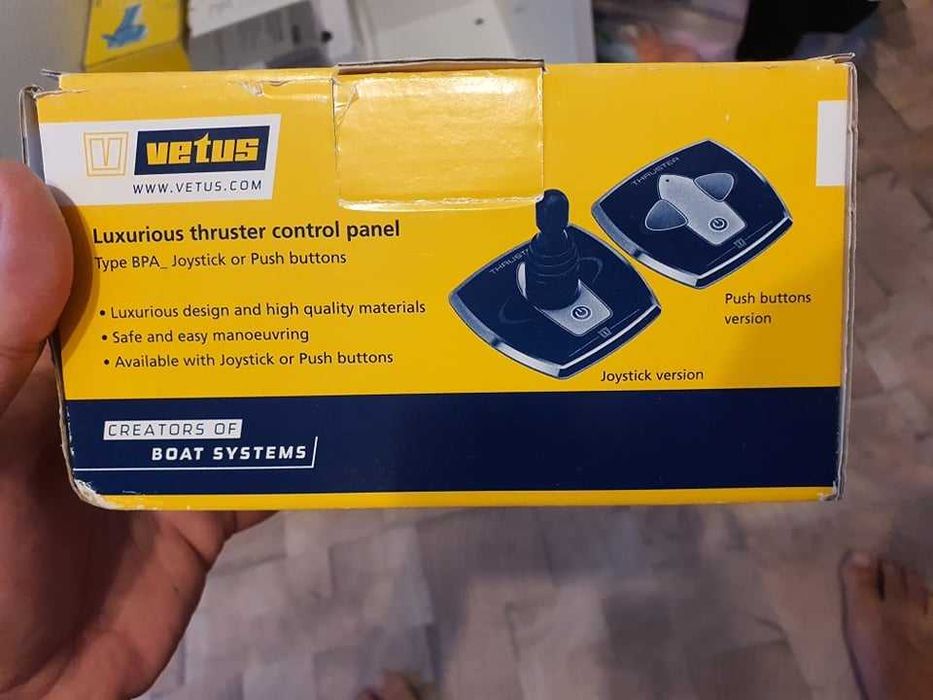 V vetus
WWW.VETUS.COM
Luxurious thruster control panel
Type BPA_ Joystick or Push buttons
• Luxurious design and high quality materials
• Safe and easy manoeuvring
• Available with Joystick or Push buttons
THRUSTER
THRUST
Push buttons
version
Joystick version
CREATORS OF
BOAT SYSTEMS